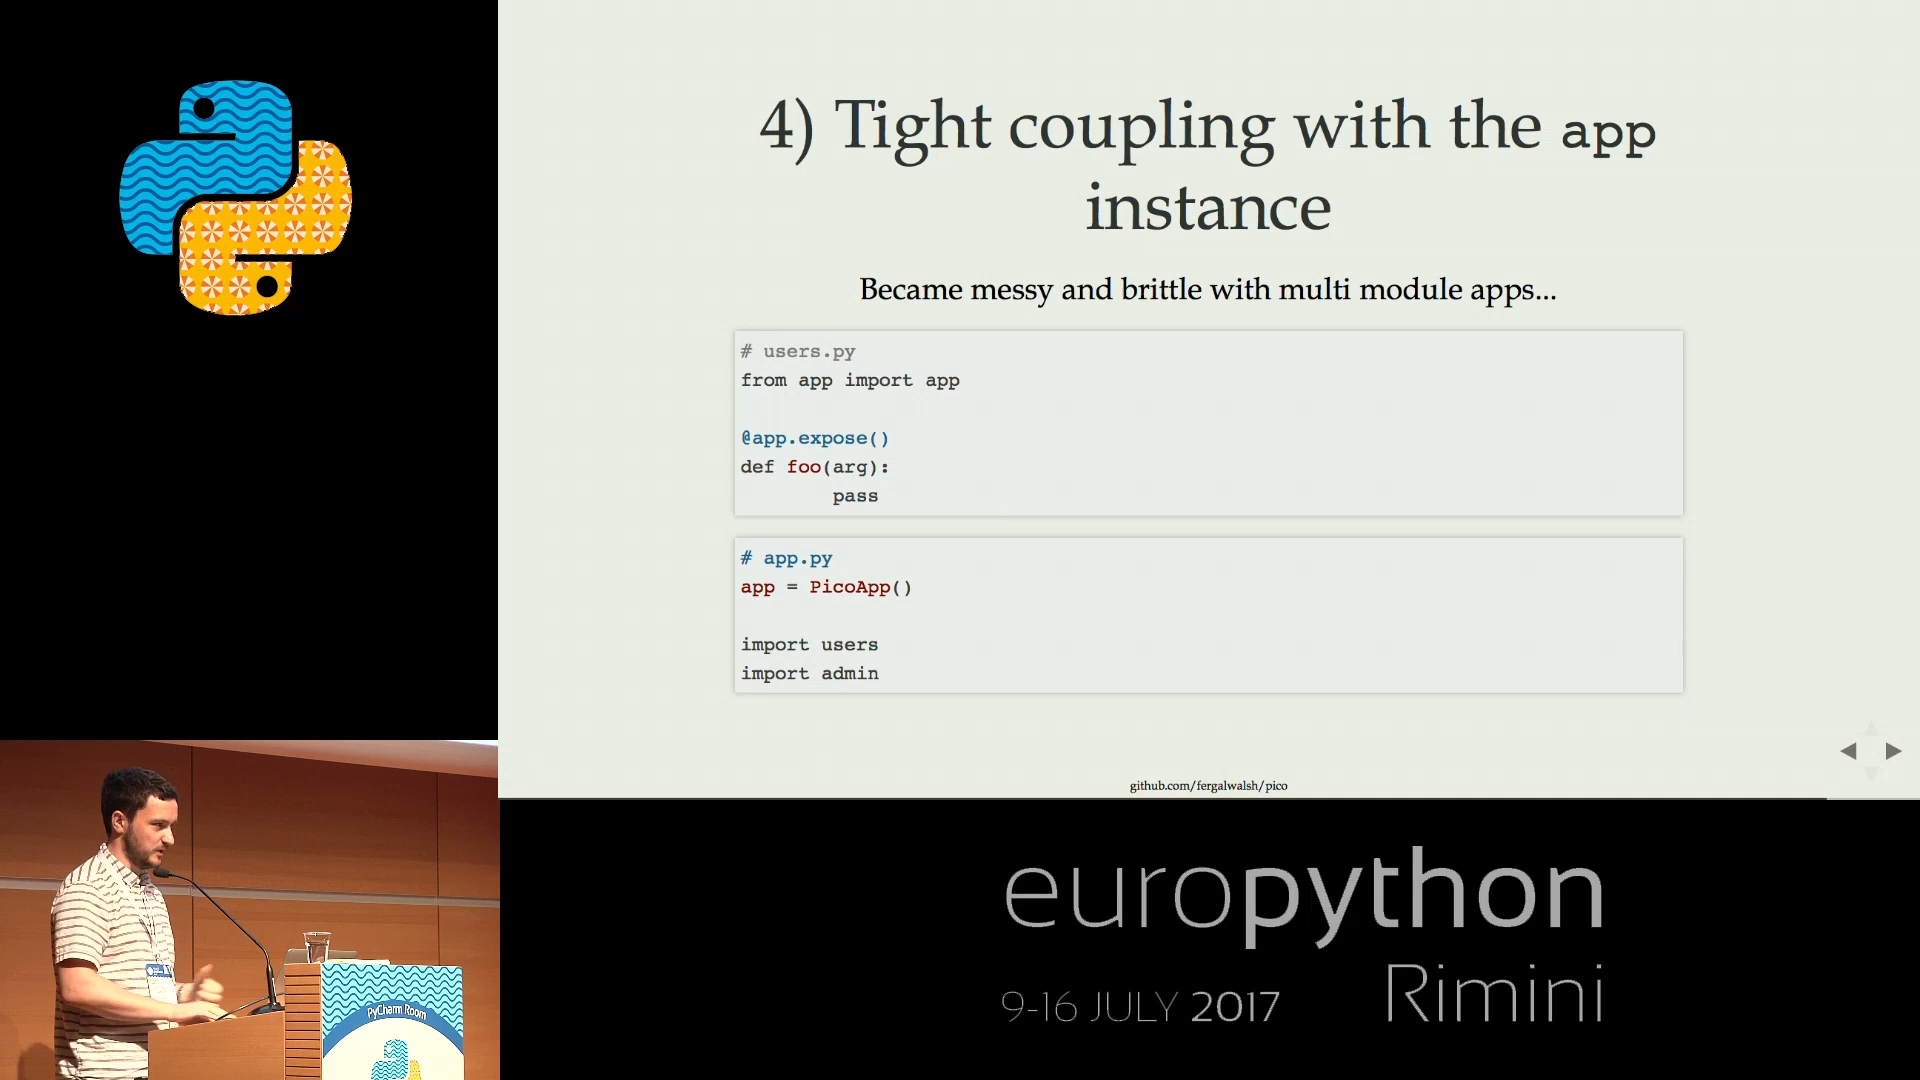 4) Tight coupling with the app
instance
Became messy and brittle with multi module apps...
# users.py
from app import app
@app.expose()
def foo(arg):
pass
# app.py
app = PicoApp()
import users
import admin
github.com/fergalwalsh/pico
PyCharm Room
europython
Rimini
9-16 JULY 2017